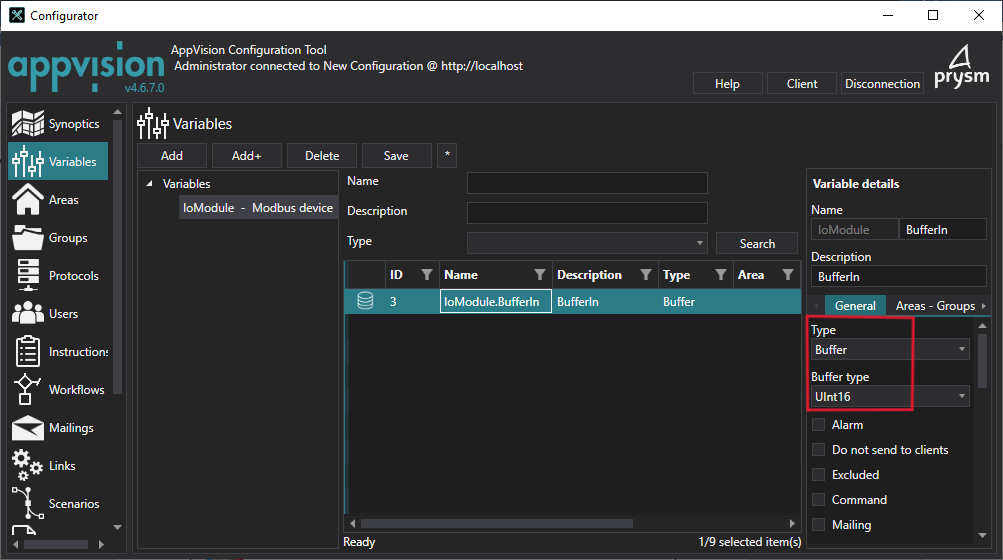 Configurator
appvision
v4.6.7.0
AppVision Configuration Tool
Administrator connected to New Configuration @ http://localhost
Help
Client
Disconnection
prysm
Synoptics
Variables
Areas
Groups
Protocols
Users
Instructions
Workflows
Mailings
Links
Scenarios
Variables
Add
Add+
Delete
Save
*
Variables
IoModule - Modbus device
Name
Description
Type
Search
ID Name Description Type Area
3 IoModule.BufferIn BufferIn Buffer
Ready
1/9 selected item(s)
Variable details
Name
IoModule BufferIn
Description
BufferIn
General Areas - Groups
Type
Buffer
Buffer type
UInt16
Alarm
Do not send to clients
Excluded
Command
Mailing